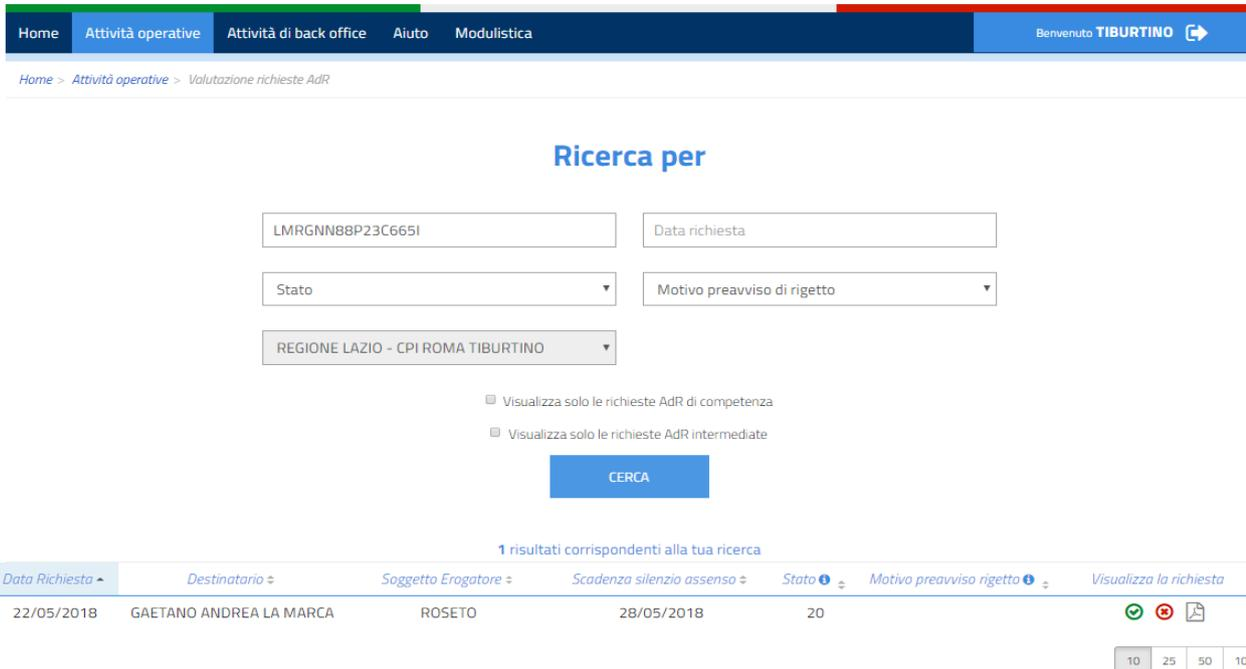 Home Attività operative Attività di back office Aiuto Modulistica Benvenuto TIBURTINO
Home > Attività operative > Valutazione richieste AdR
Ricerca per
LMRGNN88P23C665I Data richiesta
Stato Motivo preavviso di rigetto
REGIONE LAZIO - CPI ROMA TIBURTINO
Visualizza solo le richieste AdR di competenza
Visualizza solo le richieste AdR intermediate
CERCA
1 risultati corrispondenti alla tua ricerca
Data Richiesta Destinatario Soggetto Erogatore Scadenza silenzio assenso Stato Motivo preavviso rigetto Visualizza la richiesta
22/05/2018 GAETANO ANDREA LA MARCA ROSETO 28/05/2018 20
10 25 50